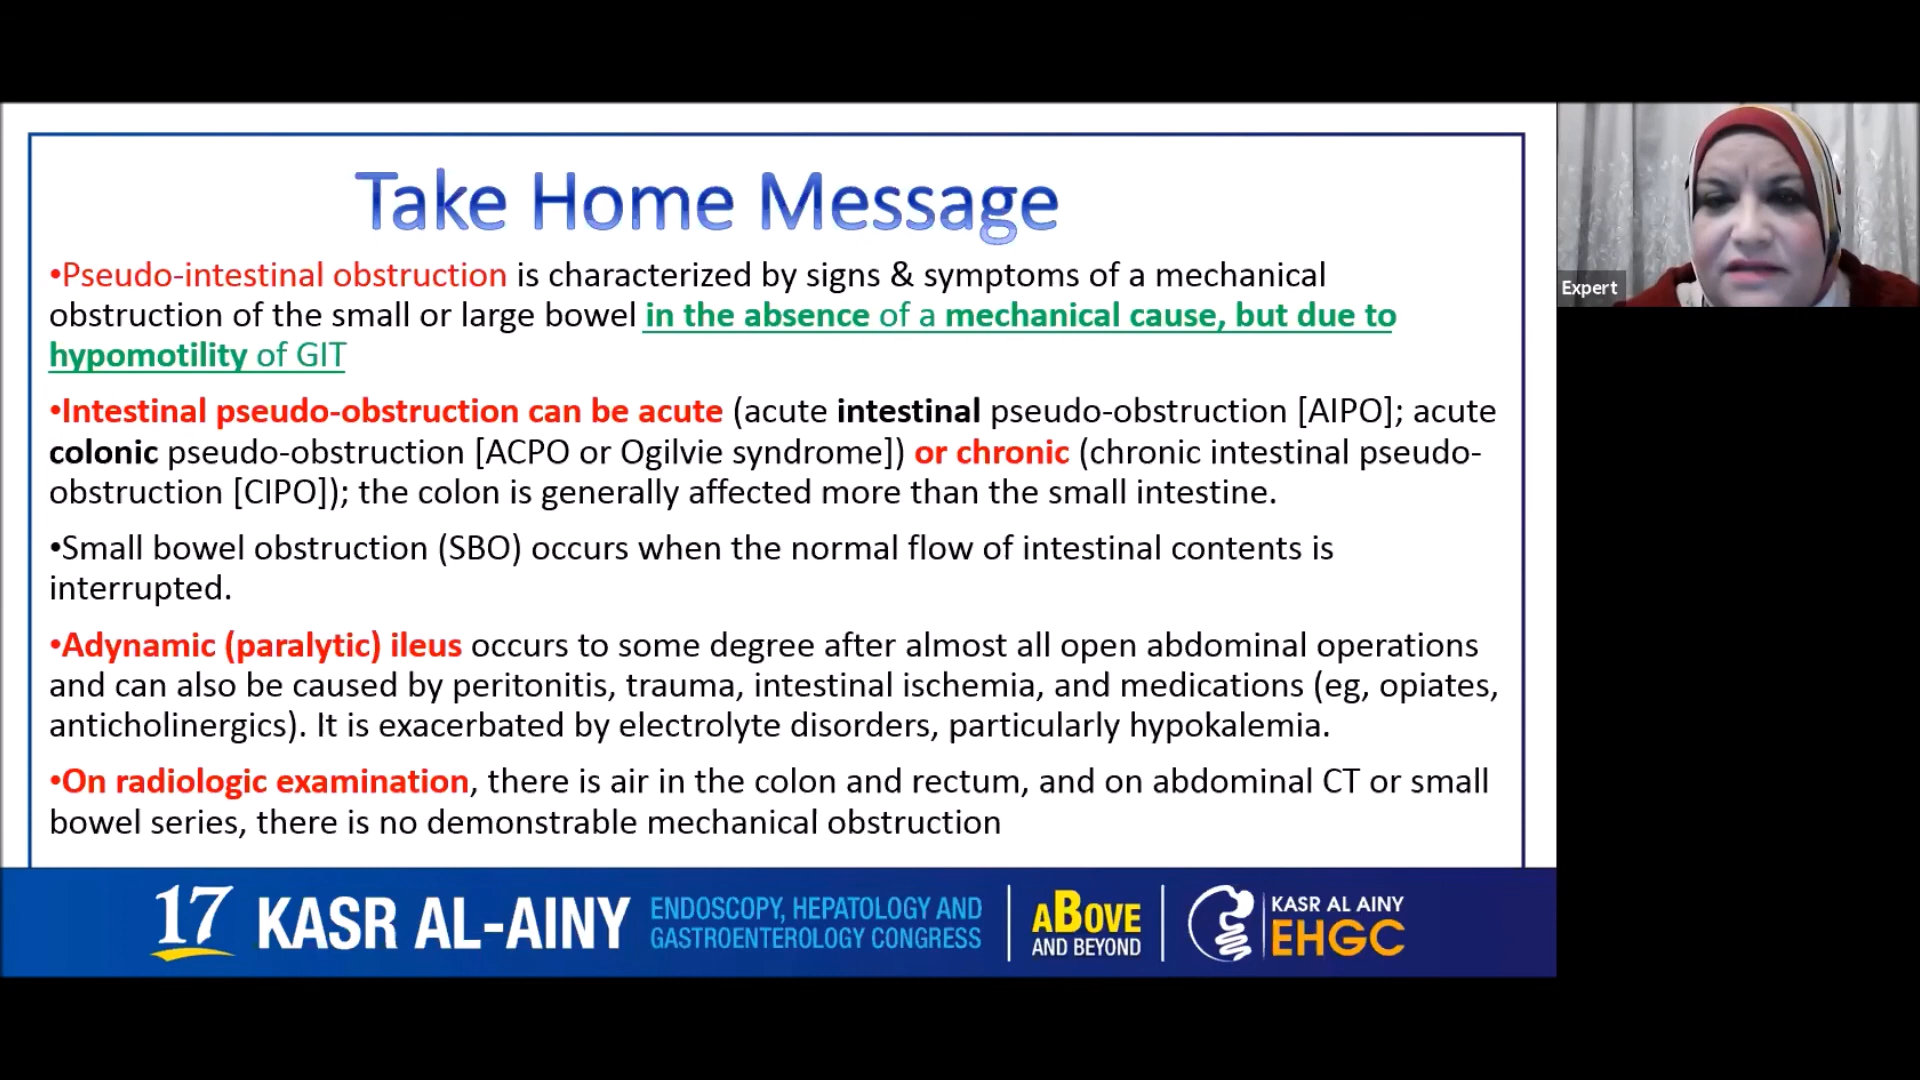 Take Home Message
•Pseudo-intestinal obstruction is characterized by signs & symptoms of a mechanical
obstruction of the small or large bowel in the absence of a mechanical cause, but due to
hypomotility of GIT
•Intestinal pseudo-obstruction can be acute (acute intestinal pseudo-obstruction [AIPO]; acute
colonic pseudo-obstruction [ACPO or Ogilvie syndrome]) or chronic (chronic intestinal pseudo-
obstruction [CIPO]); the colon is generally affected more than the small intestine.
•Small bowel obstruction (SBO) occurs when the normal flow of intestinal contents is
interrupted.
•Adynamic (paralytic) ileus occurs to some degree after almost all open abdominal operations
and can also be caused by peritonitis, trauma, intestinal ischemia, and medications (eg, opiates,
anticholinergics). It is exacerbated by electrolyte disorders, particularly hypokalemia.
•On radiologic examination, there is air in the colon and rectum, and on abdominal CT or small
bowel series, there is no demonstrable mechanical obstruction
17 KASR AL-AINY
ENDOSCOPY, HEPATOLOGY AND
GASTROENTEROLOGY CONGRESS
ABOVE
AND BEYOND
KASR AL AINY
EHGC
Expert